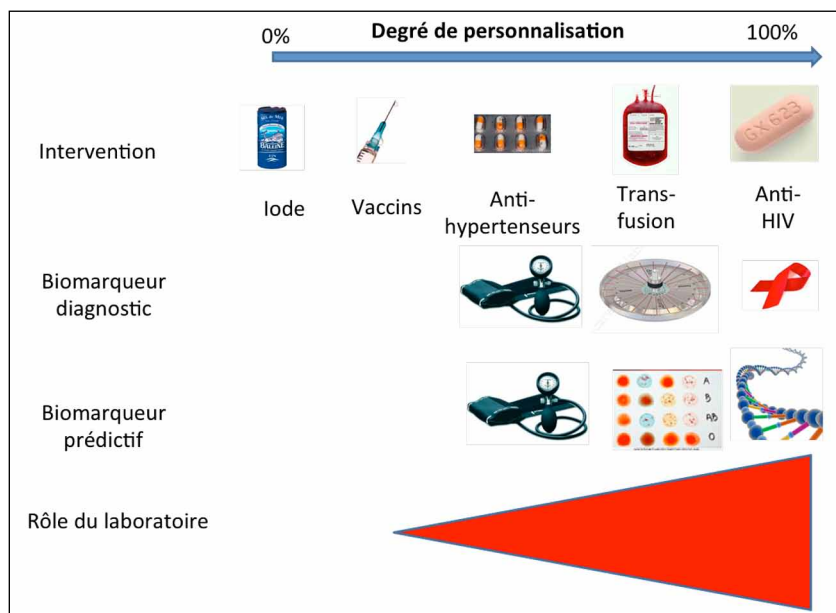 0%
Degré de personnalisation
100%
Intervention
BALEINE
GX 623
Iode
Vaccins
Anti-
hypertenseurs
Trans-
fusion
Anti-
HIV
Biomarqueur
diagnostic
Biomarqueur
prédictif
A
B
AB
O
Rôle du laboratoire